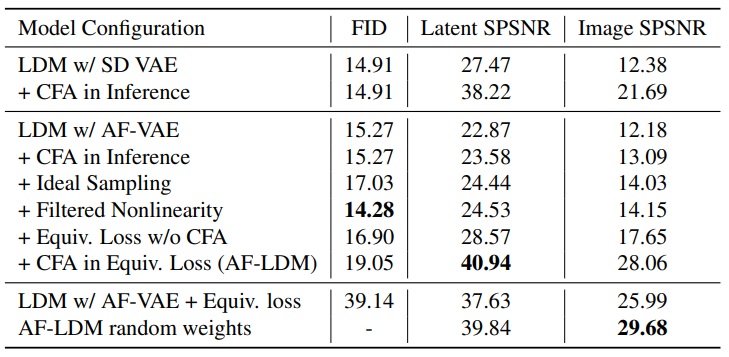 Model Configuration FID Latent SPSNR Image SPSNR
LDM w/ SD VAE 14.91 27.47 12.38
+ CFA in Inference 14.91 38.22 21.69
LDM w/ AF-VAE 15.27 22.87 12.18
+ CFA in Inference 15.27 23.58 13.09
+ Ideal Sampling 17.03 24.44 14.03
+ Filtered Nonlinearity 14.28 24.53 14.15
+ Equiv. Loss w/o CFA 16.90 28.57 17.65
+ CFA in Equiv. Loss (AF-LDM) 19.05 40.94 28.06
LDM w/ AF-VAE + Equiv. loss 39.14 37.63 25.99
AF-LDM random weights - 39.84 29.68